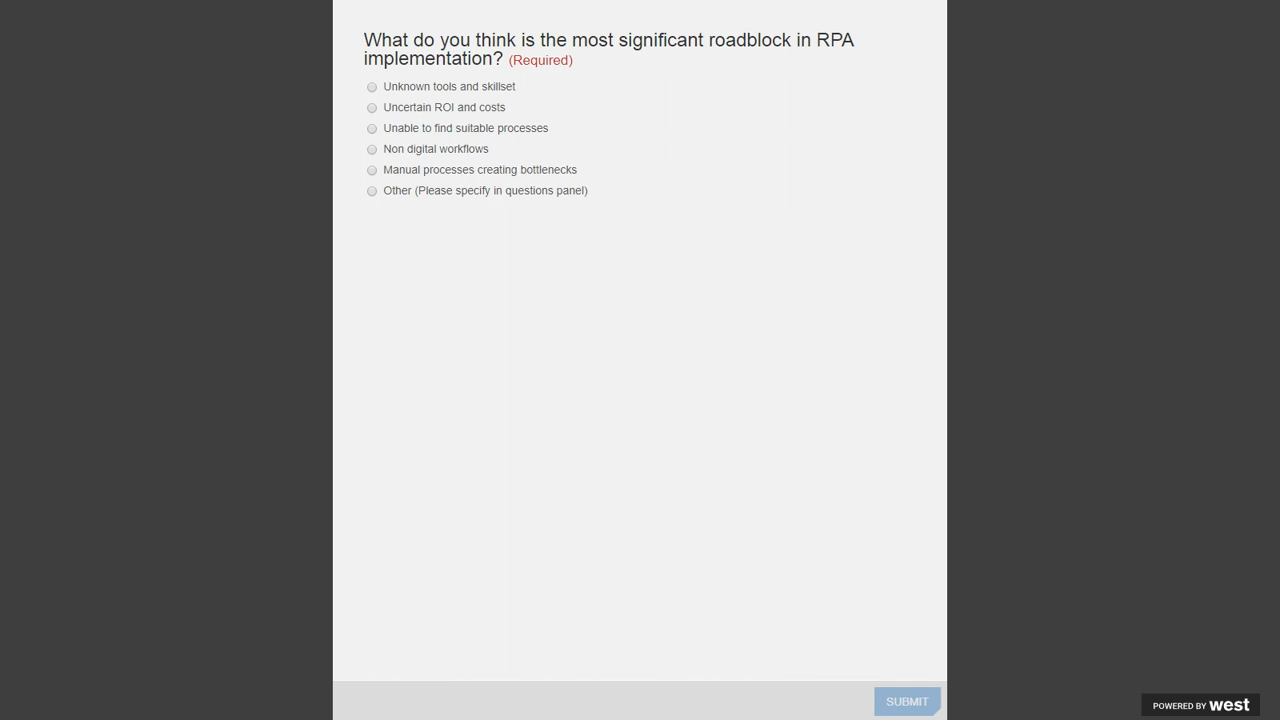 What do you think is the most significant roadblock in RPA
implementation? (Required)
Unknown tools and skillset
Uncertain ROI and costs
Unable to find suitable processes
Non digital workflows
Manual processes creating bottlenecks
Other (Please specify in questions panel)
SUBMIT
POWERED BY west